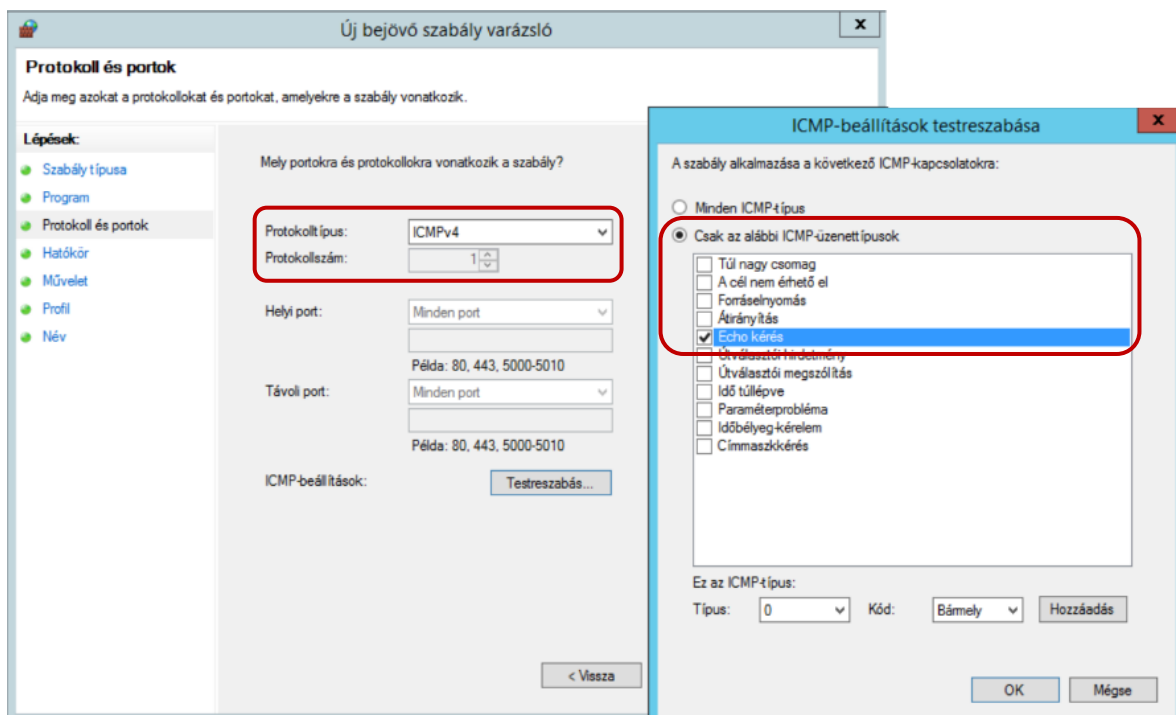 Új bejövő szabály varázsló
x
Protokoll és portok
Adja meg azokat a protokollokat és portokat, amelyekre a szabály vonatkozik.
Lépések:
Szabály típusa
Program
Protokoll és portok
Hatókör
Művelet
Profil
Név
Mely portokra és protokollokra vonatkozik a szabály?
Protokolltípus:
ICMPv4
Protokollszám:
1
Helyi port:
Minden port
Példa: 80, 443, 5000-5010
Távoli port:
Minden port
Példa: 80, 443, 5000-5010
ICMP-beállítások:
Testreszabás...
< Vissza
ICMP-beállítások testreszabása
x
A szabály alkalmazása a következő ICMP-kapcsolatokra:
Minden ICMP-típus
Csak az alábbi ICMP-üzenettípusok
Túl nagy csomag
A cél nem érhető el
Forráselnyomás
Átirányítás
Echo kérés
Útválasztói hirdetmény
Útválasztói megszólítás
Idő túllépve
Paraméterprobléma
Időbélyeg-kérelem
Címmaszkkérés
Ez az ICMP-típus:
Típus:
0
Kód:
Bármely
Hozzáadás
OK
Mégse